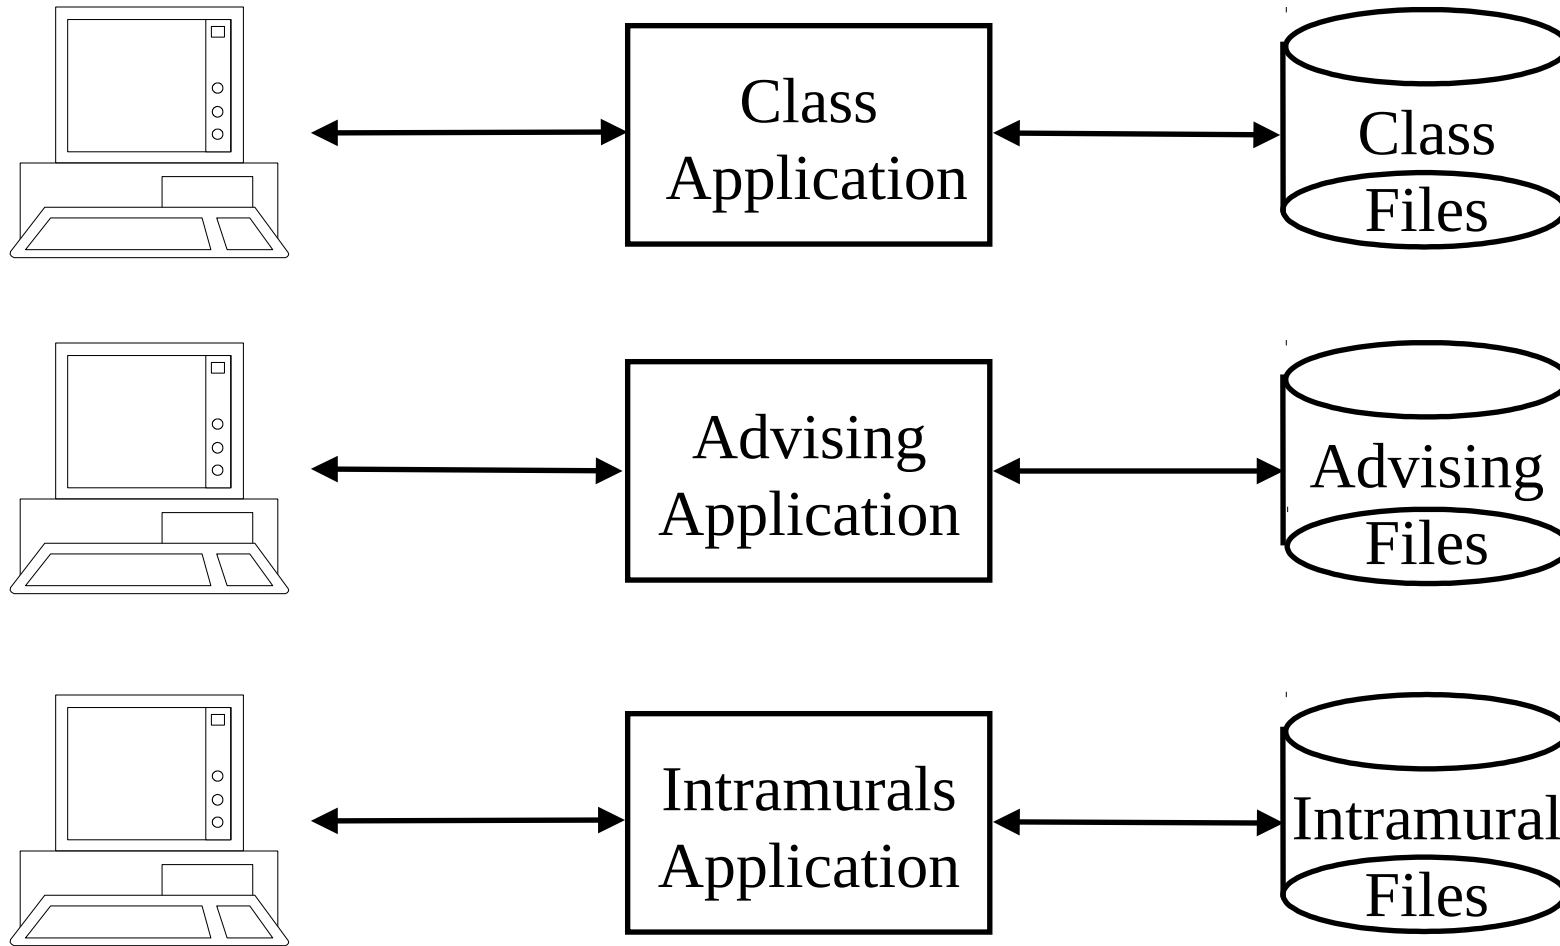 Class
Application
Class
Files
Advising
Application
Advising
Files
Intramurals
Application
Intramural
Files